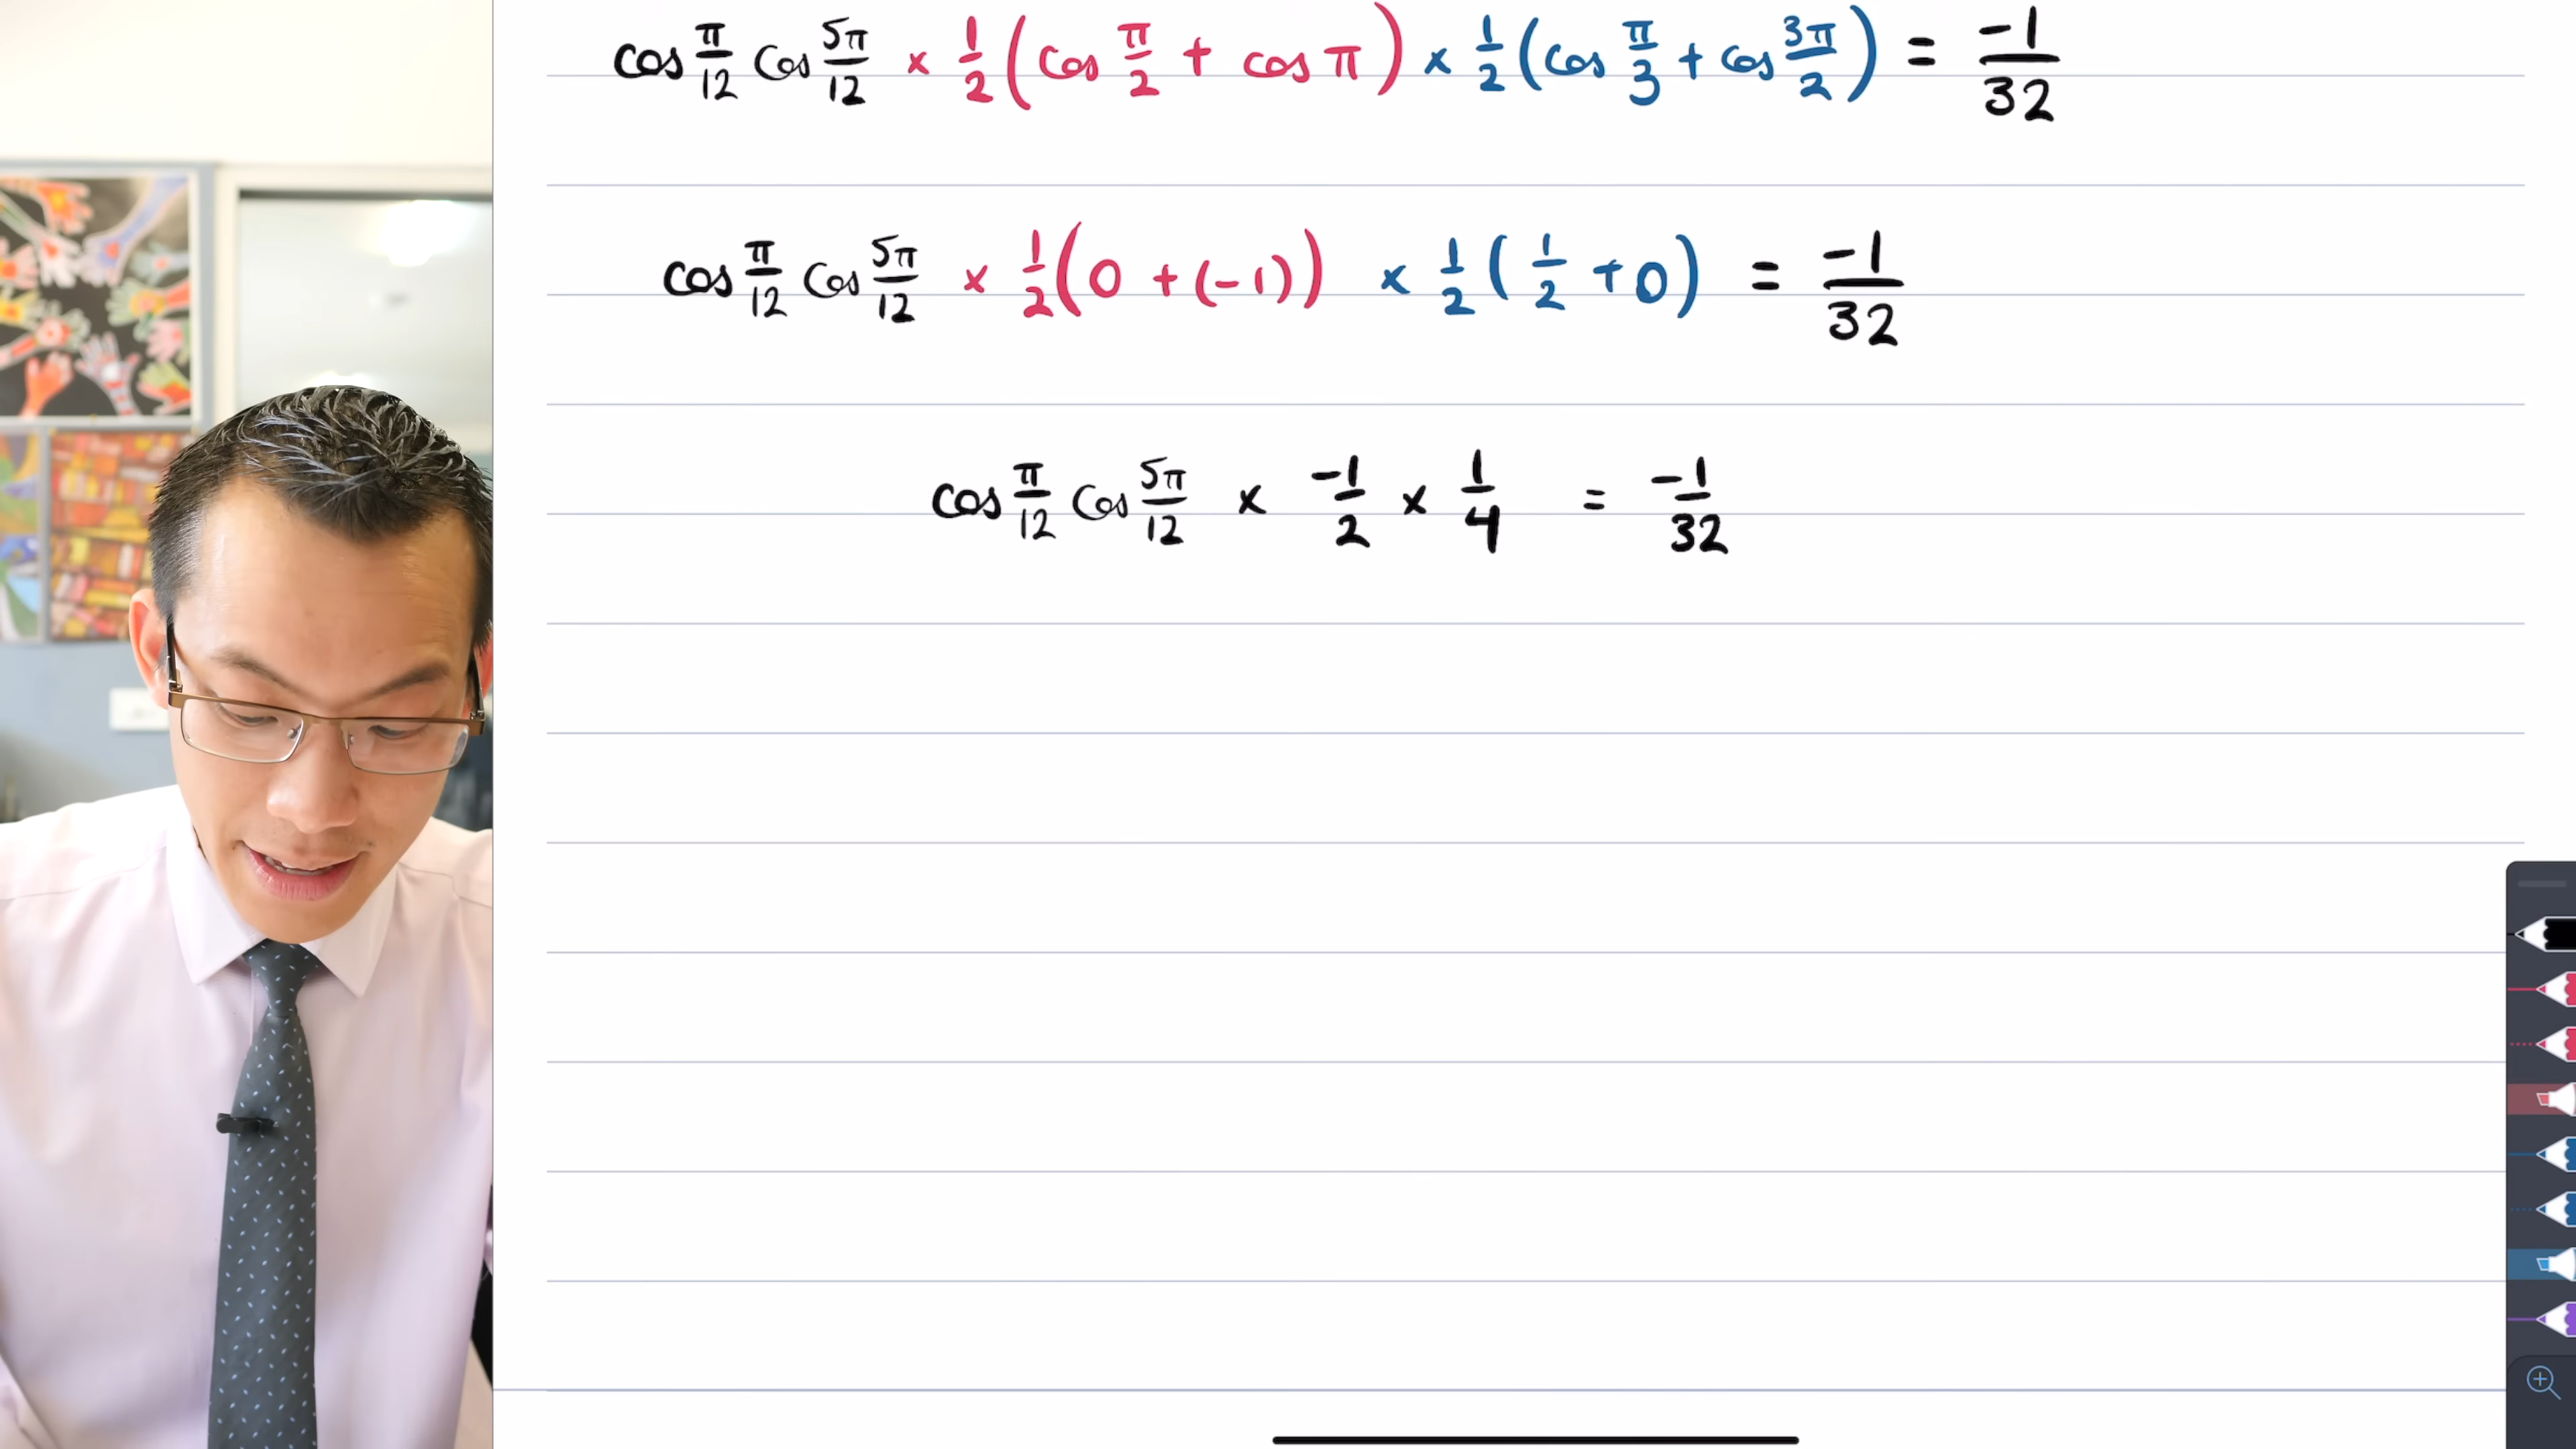 cos π/12 cos 5π/12 × 1/2 (cos π/2 + cos π) × 1/2 (cos π/3 + cos 3π/2) = -1/32
cos π/12 cos 5π/12 × 1/2 (0 + (-1)) × 1/2 (1/2 + 0) = -1/32
cos π/12 cos 5π/12 × -1/2 × 1/4 = -1/32